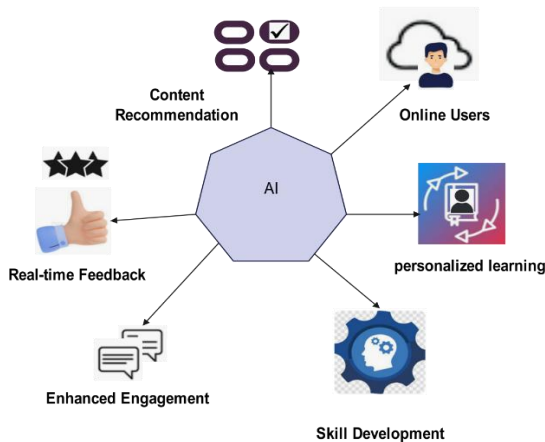 Content
Recommendation
Online Users
AI
Real-time Feedback
personalized learning
Enhanced Engagement
Skill Development